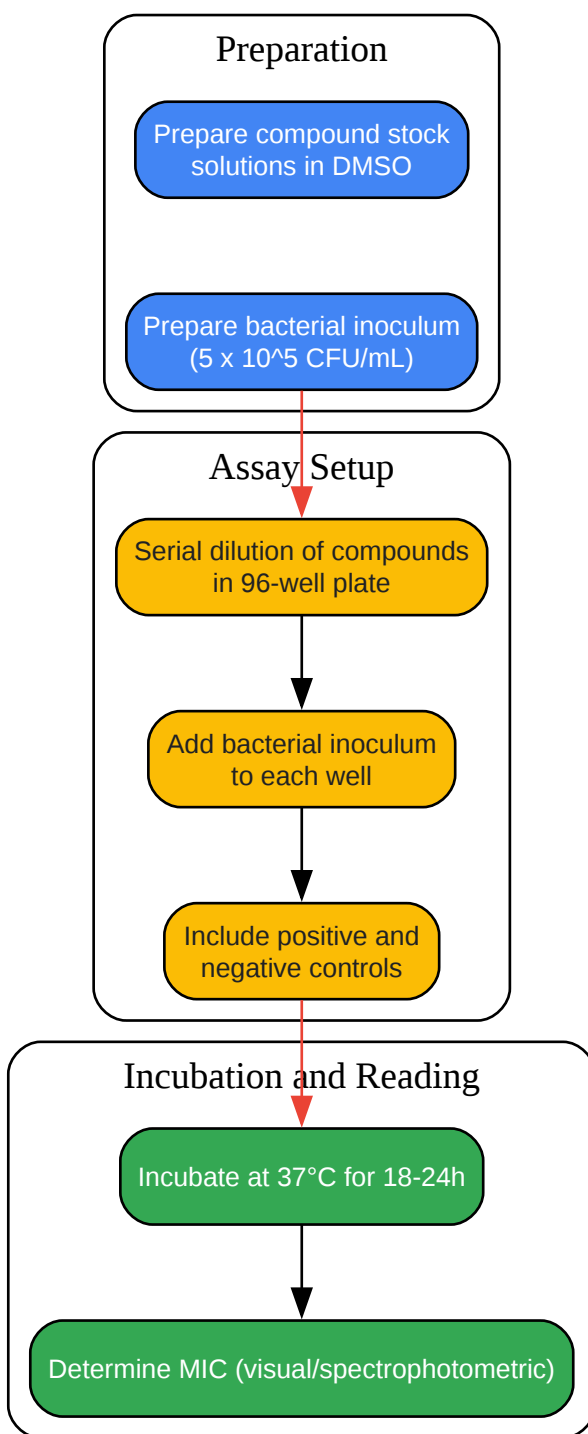 Preparation
Prepare compound stock
solutions in DMSO
Prepare bacterial inoculum
(5 x 10^5 CFU/mL)
Assay Setup
Serial dilution of compounds
in 96-well plate
Add bacterial inoculum
to each well
Include positive and
negative controls
Incubation and Reading
Incubate at 37°C for 18-24h
Determine MIC (visual/spectrophotometric)